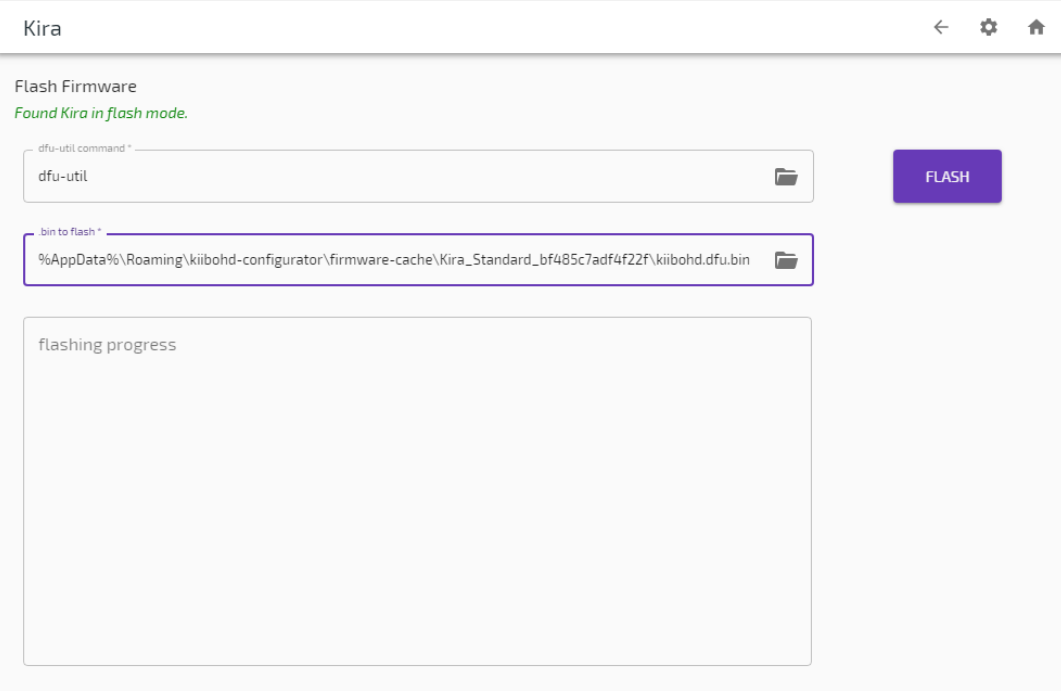 Kira
Flash Firmware
Found Kira in flash mode.
dfu-util command *
dfu-util
FLASH
.bin to flash *
%AppData%\Roaming\kiibohd-configurator\firmware-cache\Kira_Standard_bf485c7adf4f22f\kiibohd.dfu.bin
flashing progress